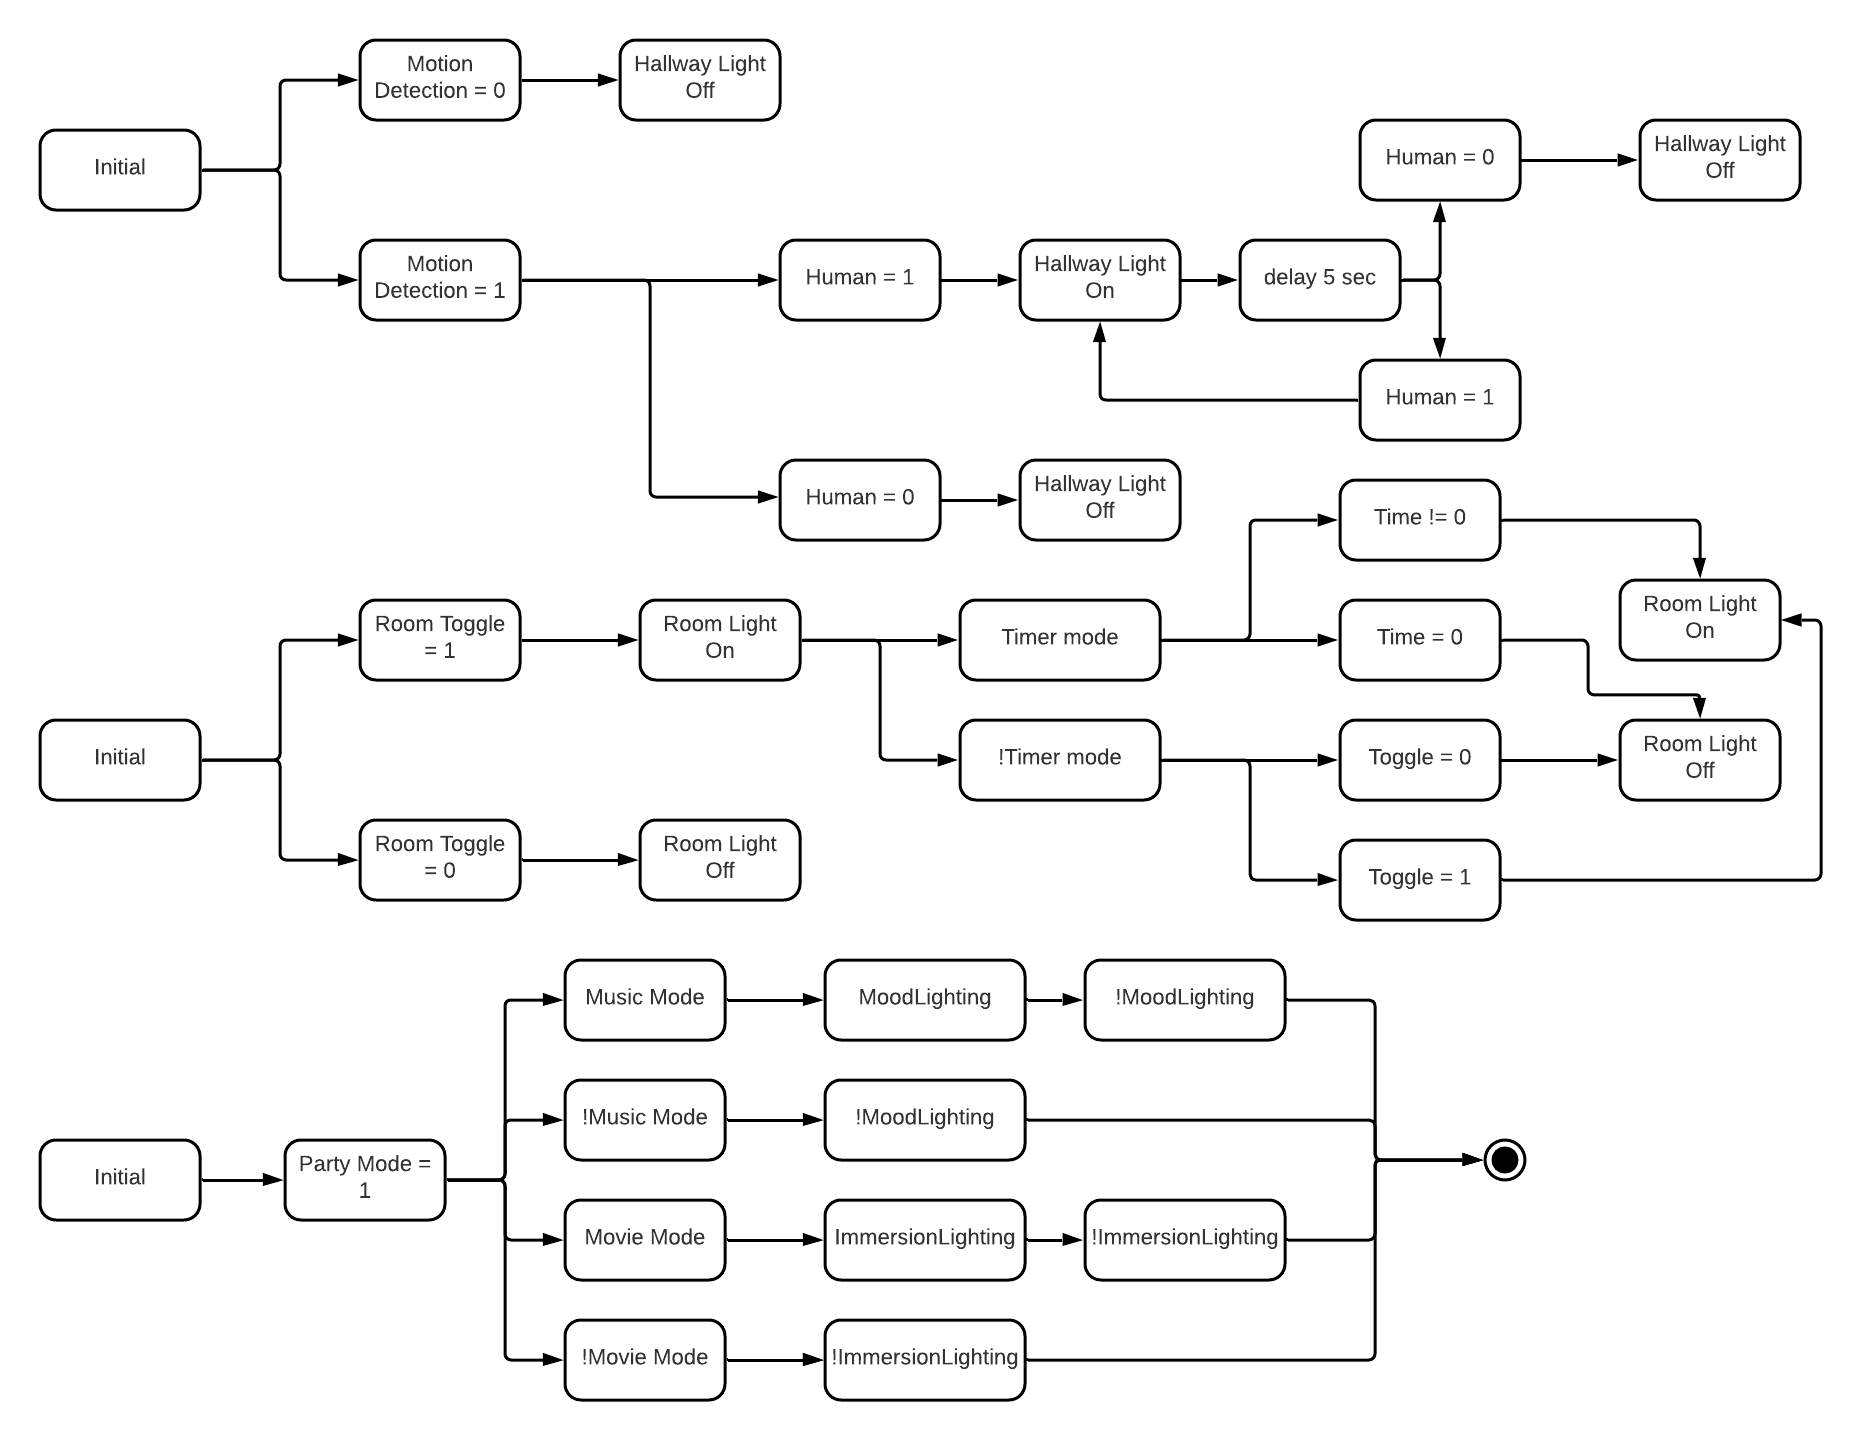 Motion
Detection = 0
Hallway Light
Off
Initial
Human = 0
Hallway Light
Off
Motion
Detection = 1
Human = 1
Hallway Light
On
delay 5 sec
Human = 1
Human = 0
Hallway Light
Off
Time != 0
Room Toggle
= 1
Room Light
On
Timer mode
Time = 0
Room Light
On
Initial
!Timer mode
Toggle = 0
Room Light
Off
Room Toggle
= 0
Room Light
Off
Toggle = 1
Music Mode
MoodLighting
!MoodLighting
!Music Mode
!MoodLighting
Initial
Party Mode =
1
Movie Mode
ImmersionLighting
!ImmersionLighting
!Movie Mode
!ImmersionLighting